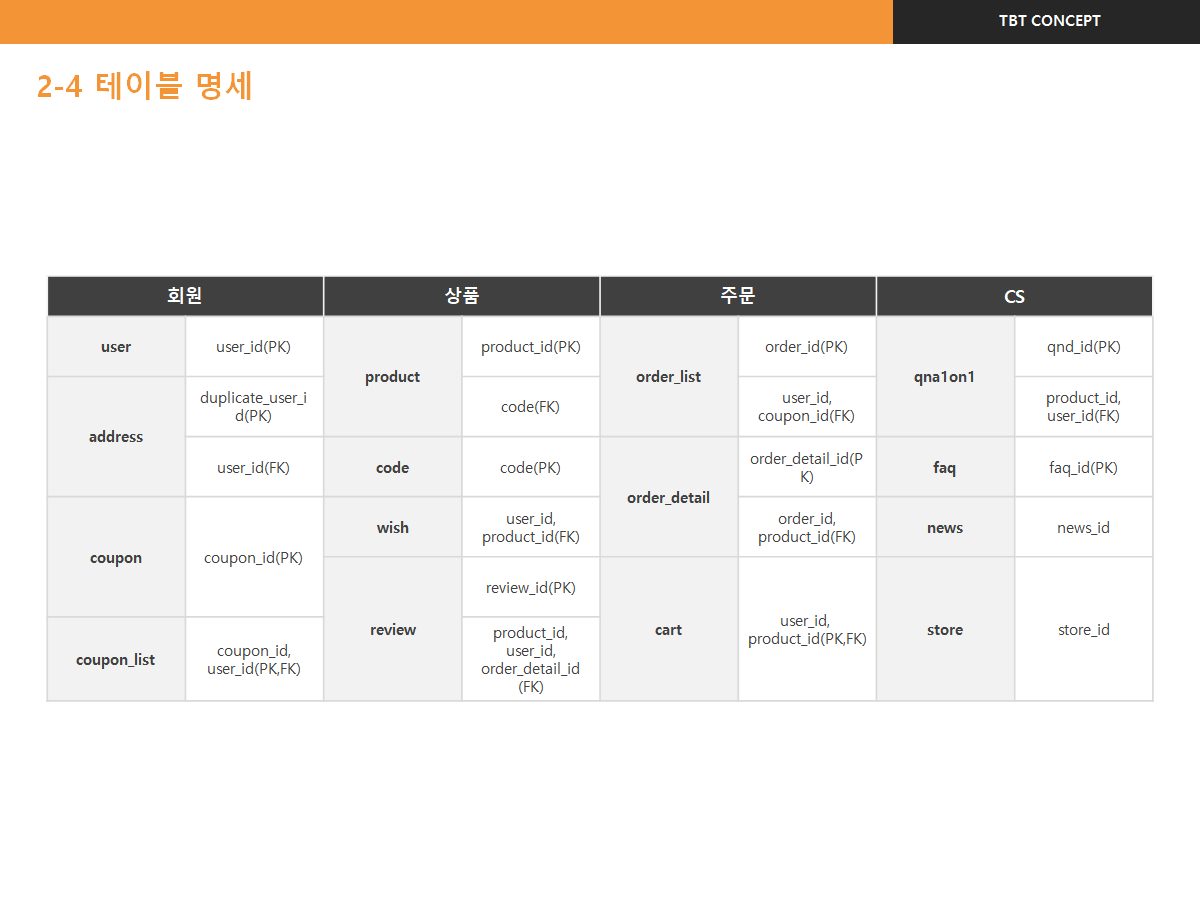 TBT CONCEPT
2-4 테이블 명세
회원
상품
주문
CS
user
user_id(PK)
address
duplicate_user_i
d(PK)
user_id(FK)
coupon
coupon_id(PK)
coupon_list
coupon_id,
user_id(PK,FK)
product
product_id(PK)
code(FK)
code
code(PK)
wish
user_id,
product_id(FK)
review
review_id(PK)
product_id,
user_id,
order_detail_id
(FK)
order_list
order_id(PK)
user_id,
coupon_id(FK)
order_detail
order_detail_id(P
K)
order_id,
product_id(FK)
cart
user_id,
product_id(PK,FK)
qna1on1
qnd_id(PK)
product_id,
user_id(FK)
faq
faq_id(PK)
news
news_id
store
store_id